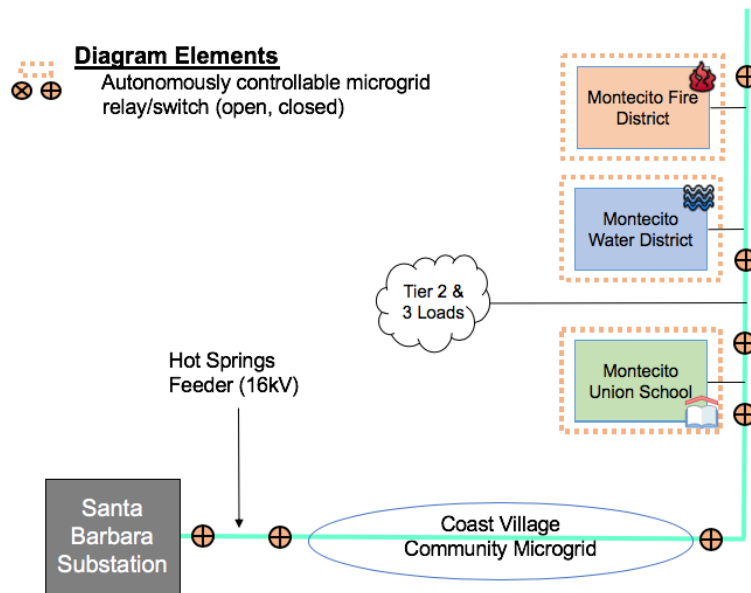 Diagram Elements
Autonomously controllable microgrid
relay/switch (open, closed)
Montecito Fire
District
Montecito
Water District
Tier 2 &
3 Loads
Hot Springs
Feeder (16kV)
Montecito
Union School
Santa
Barbara
Substation
Coast Village
Community Microgrid